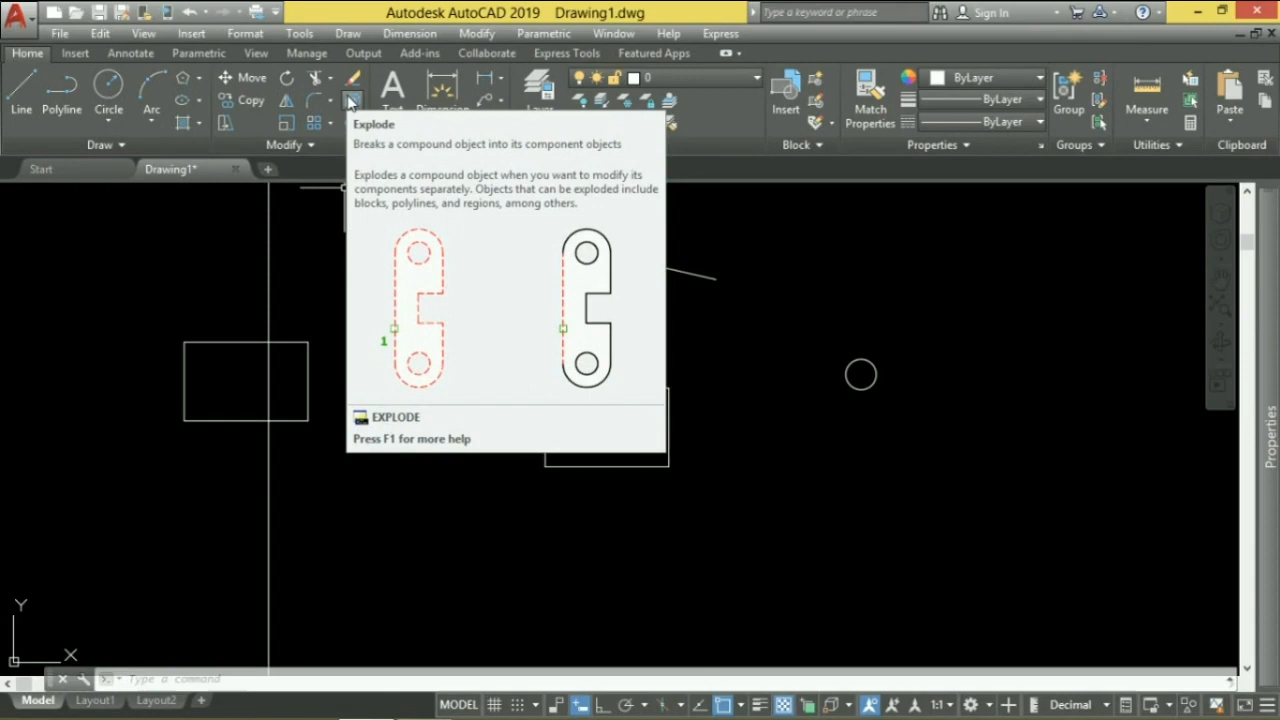 Autodesk AutoCAD 2019 Drawing1.dwg
Type a keyword or phrase
Sign In
File Edit View Insert Format Tools Draw Dimension Modify Parametric Window Help Express
Home Insert Annotate Parametric View Manage Output Add-ins Collaborate Express Tools Featured Apps
Move
0
ByLayer
Copy
ByLayer
Line Polyline Circle Arc
Insert
Match
Properties
Group
Measure
Paste
ByLayer
Draw
Modify
Block
Properties
Groups
Utilities
Clipboard
Start
Drawing1*
Explode
Breaks a compound object into its component objects
Explodes a compound object when you want to modify its
components separately. Objects that can be exploded include
blocks, polylines, and regions, among others.
1
EXPLODE
Press F1 for more help
Properties
Y
X
Type a command
Model Layout1 Layout2
MODEL
1:1
Decimal